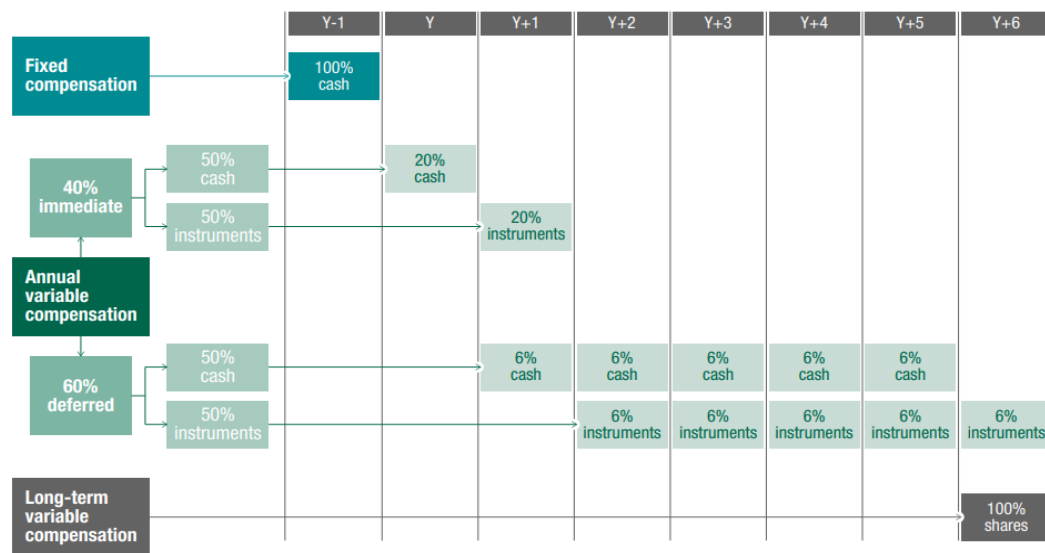 Y-1 Y Y+1 Y+2 Y+3 Y+4 Y+5 Y+6
Fixed
compensation
100%
cash
40%
immediate
50%
cash
20%
cash
50%
instruments
20%
instruments
Annual
variable
compensation
60%
deferred
50%
cash
6%
cash
6%
cash
6%
cash
6%
cash
6%
cash
50%
instruments
6%
instruments
6%
instruments
6%
instruments
6%
instruments
6%
instruments
Long-term
variable
compensation
100%
shares